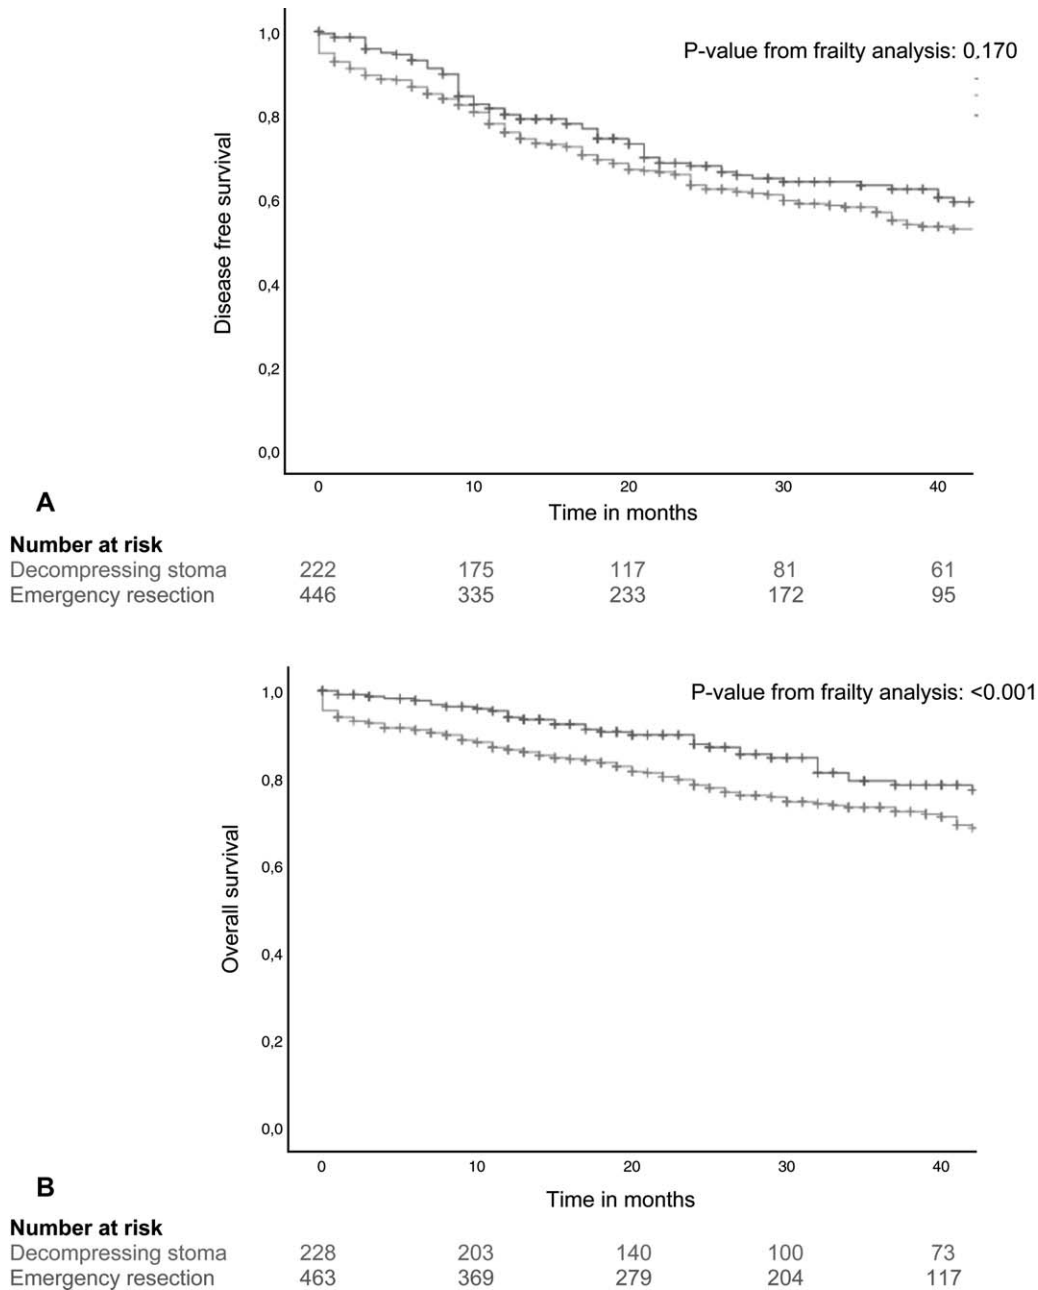 P-value from frailty analysis: 0.170
1,0
0,8
0,6
0,4
0,2
0,0
Disease free survival
0 10 20 30 40
Time in months
A
Number at risk
Decompressing stoma 222 175 117 81 61
Emergency resection 446 335 233 172 95
P-value from frailty analysis: <0.001
1,0
0,8
0,6
0,4
0,2
0,0
Overall survival
0 10 20 30 40
Time in months
B
Number at risk
Decompressing stoma 228 203 140 100 73
Emergency resection 463 369 279 204 117